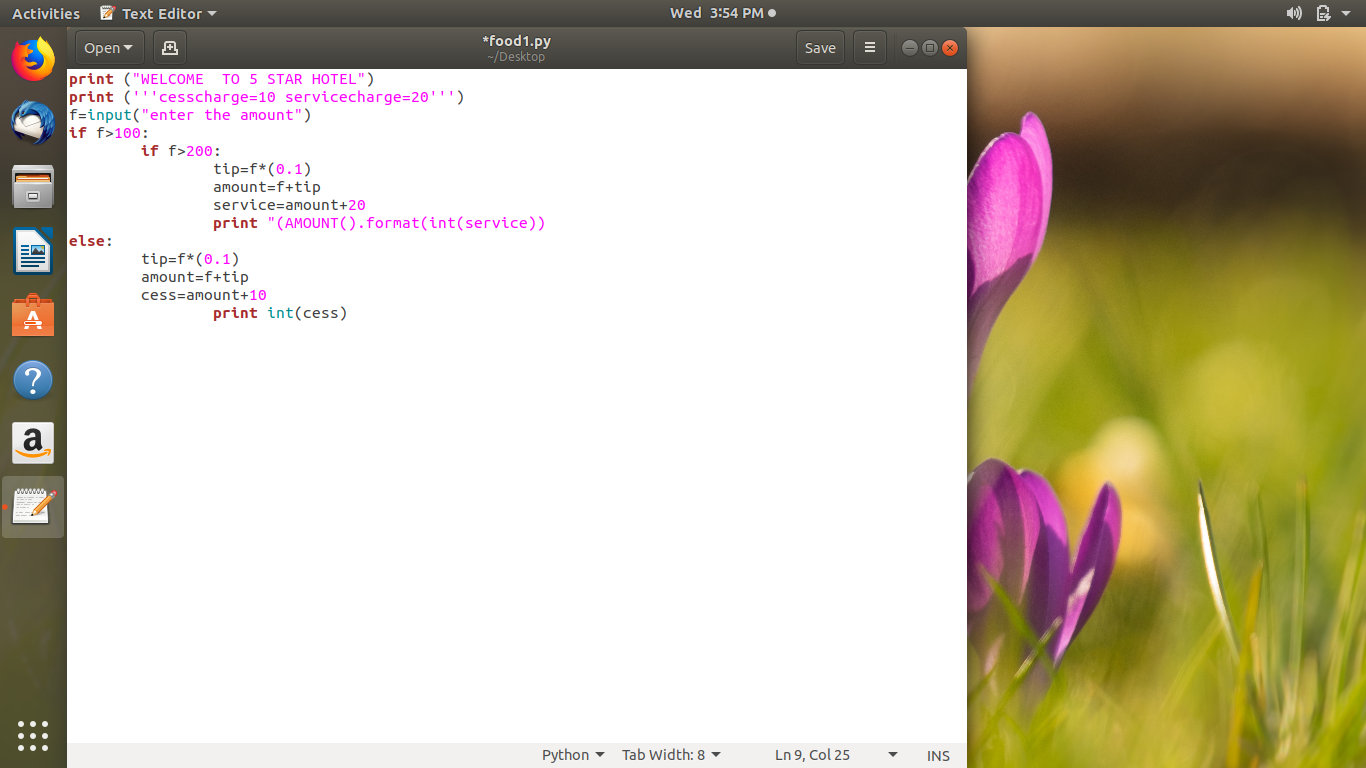 Activities Text Editor Wed 3:54 PM
Open *food1.py Save
~/Desktop
print ("WELCOME  TO 5 STAR HOTEL")
print ('''cesscharge=10 servicecharge=20''')
f=input("enter the amount")
if f>100:
        if f>200:
                tip=f*(0.1)
                amount=f+tip
                service=amount+20
                print "(AMOUNT().format(int(service))
else:
        tip=f*(0.1)
        amount=f+tip
        cess=amount+10
                print int(cess)
Python Tab Width: 8 Ln 9, Col 25 INS